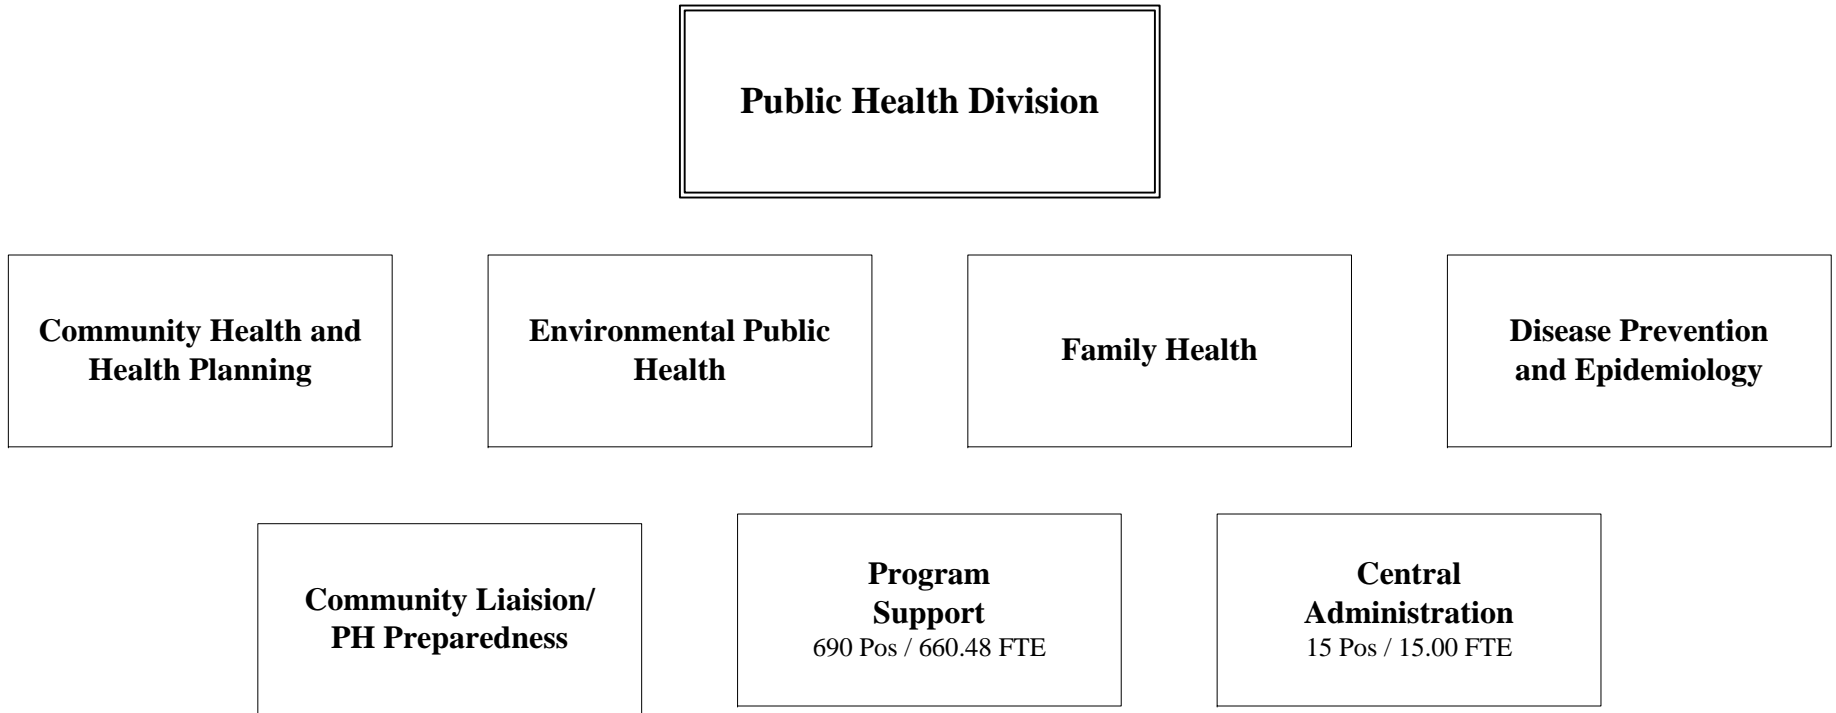 Public Health Division
Community Health and
Health Planning
Environmental Public
Health
Family Health
Disease Prevention
and Epidemiology
Community Liaision/
PH Preparedness
Program
Support
690 Pos / 660.48 FTE
Central
Administration
15 Pos / 15.00 FTE